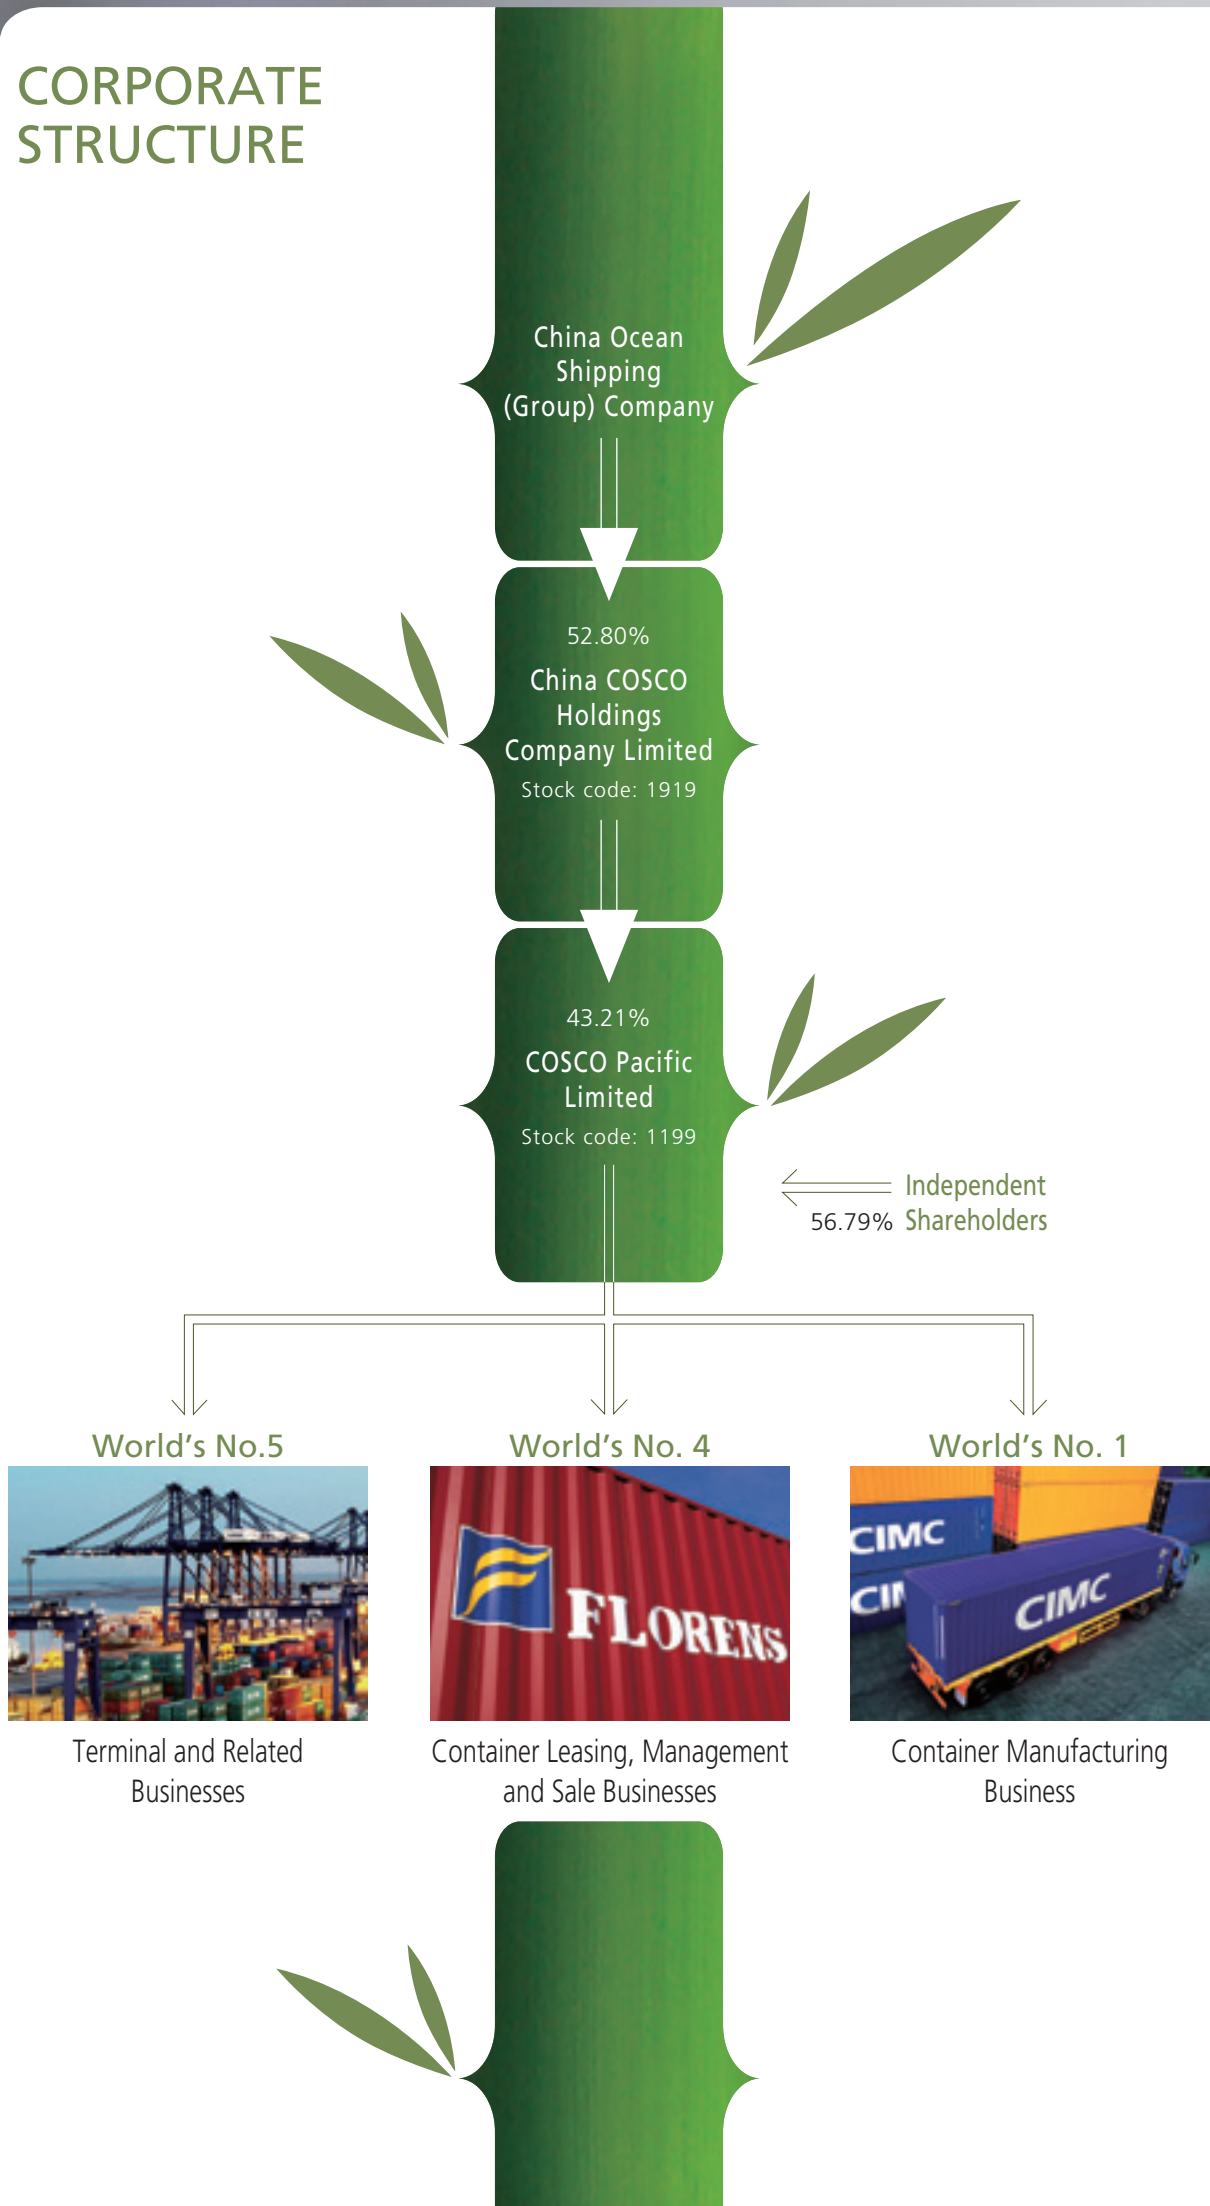 CORPORATE
STRUCTURE
China Ocean
Shipping
(Group) Company
52.80%
China COSCO
Holdings
Company Limited
Stock code: 1919
43.21%
COSCO Pacific
Limited
Stock code: 1199
Independent
56.79% Shareholders
World's No.5
World's No. 4
World's No. 1
FLORENS
CIMC
CIM
CIMC
Terminal and Related
Businesses
Container Leasing, Management
and Sale Businesses
Container Manufacturing
Business